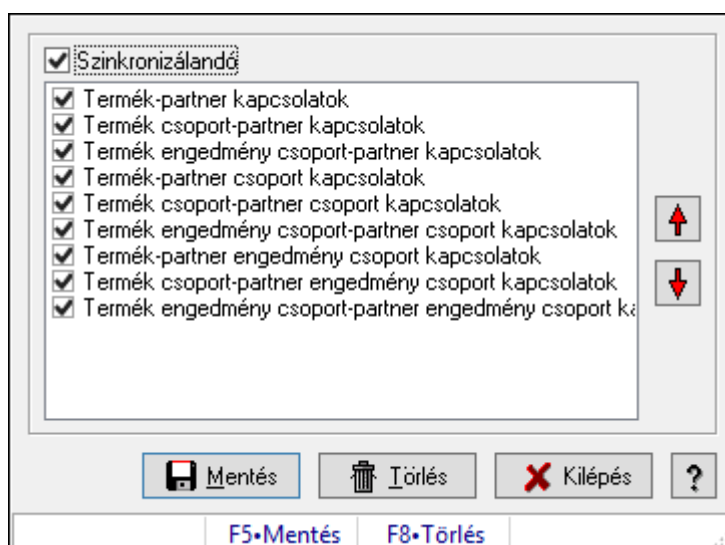 Szinkronizálandó
Termék-partner kapcsolatok
Termék csoport-partner kapcsolatok
Termék engedmény csoport-partner kapcsolatok
Termék-partner csoport kapcsolatok
Termék csoport-partner csoport kapcsolatok
Termék engedmény csoport-partner csoport kapcsolatok
Termék-partner engedmény csoport kapcsolatok
Termék csoport-partner engedmény csoport kapcsolatok
Termék engedmény csoport-partner engedmény csoport
Mentés Törlés Kilépés ?
F5•Mentés F8•Törlés